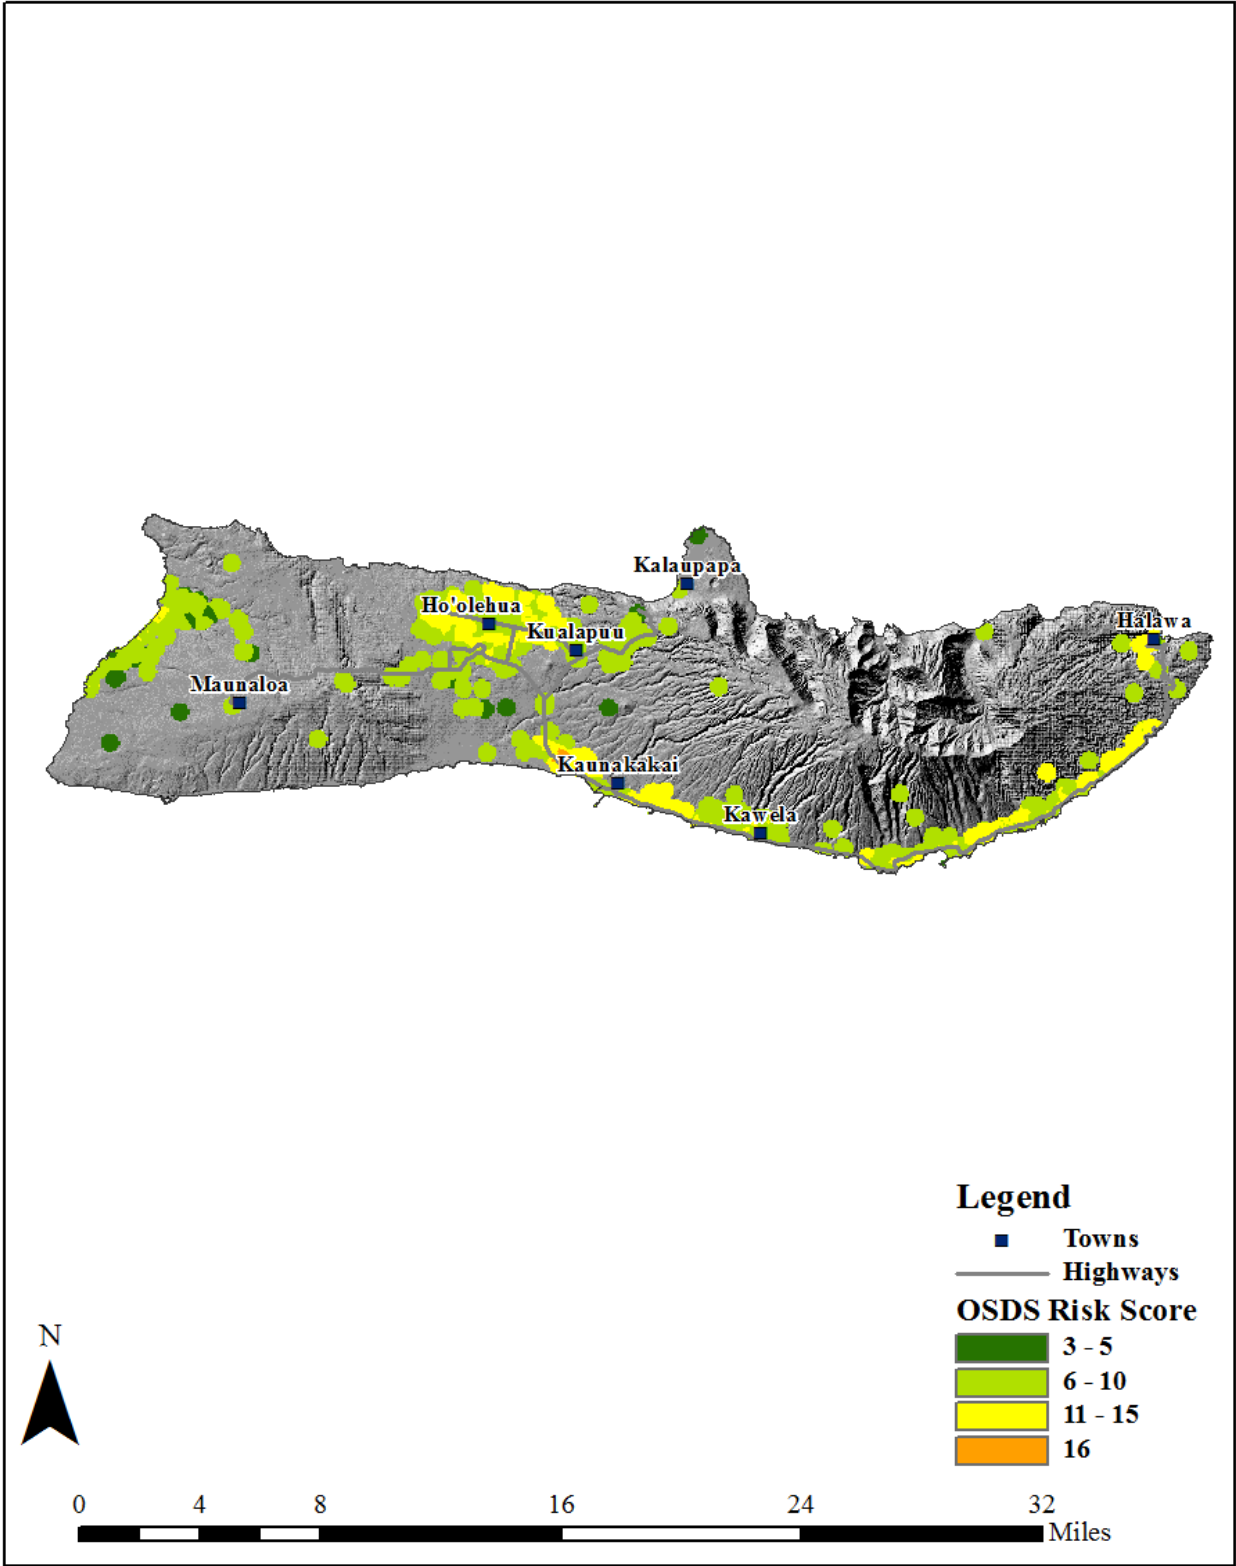 Kalaupapa
Ho'olehua
Halawa
Kualapuu
Maunaloa
Kaunakakai
Kawela
Legend
Towns
Highways
OSDS Risk Score
3 - 5
6 - 10
11 - 15
16
N
0 4 8 16 24 32
Miles